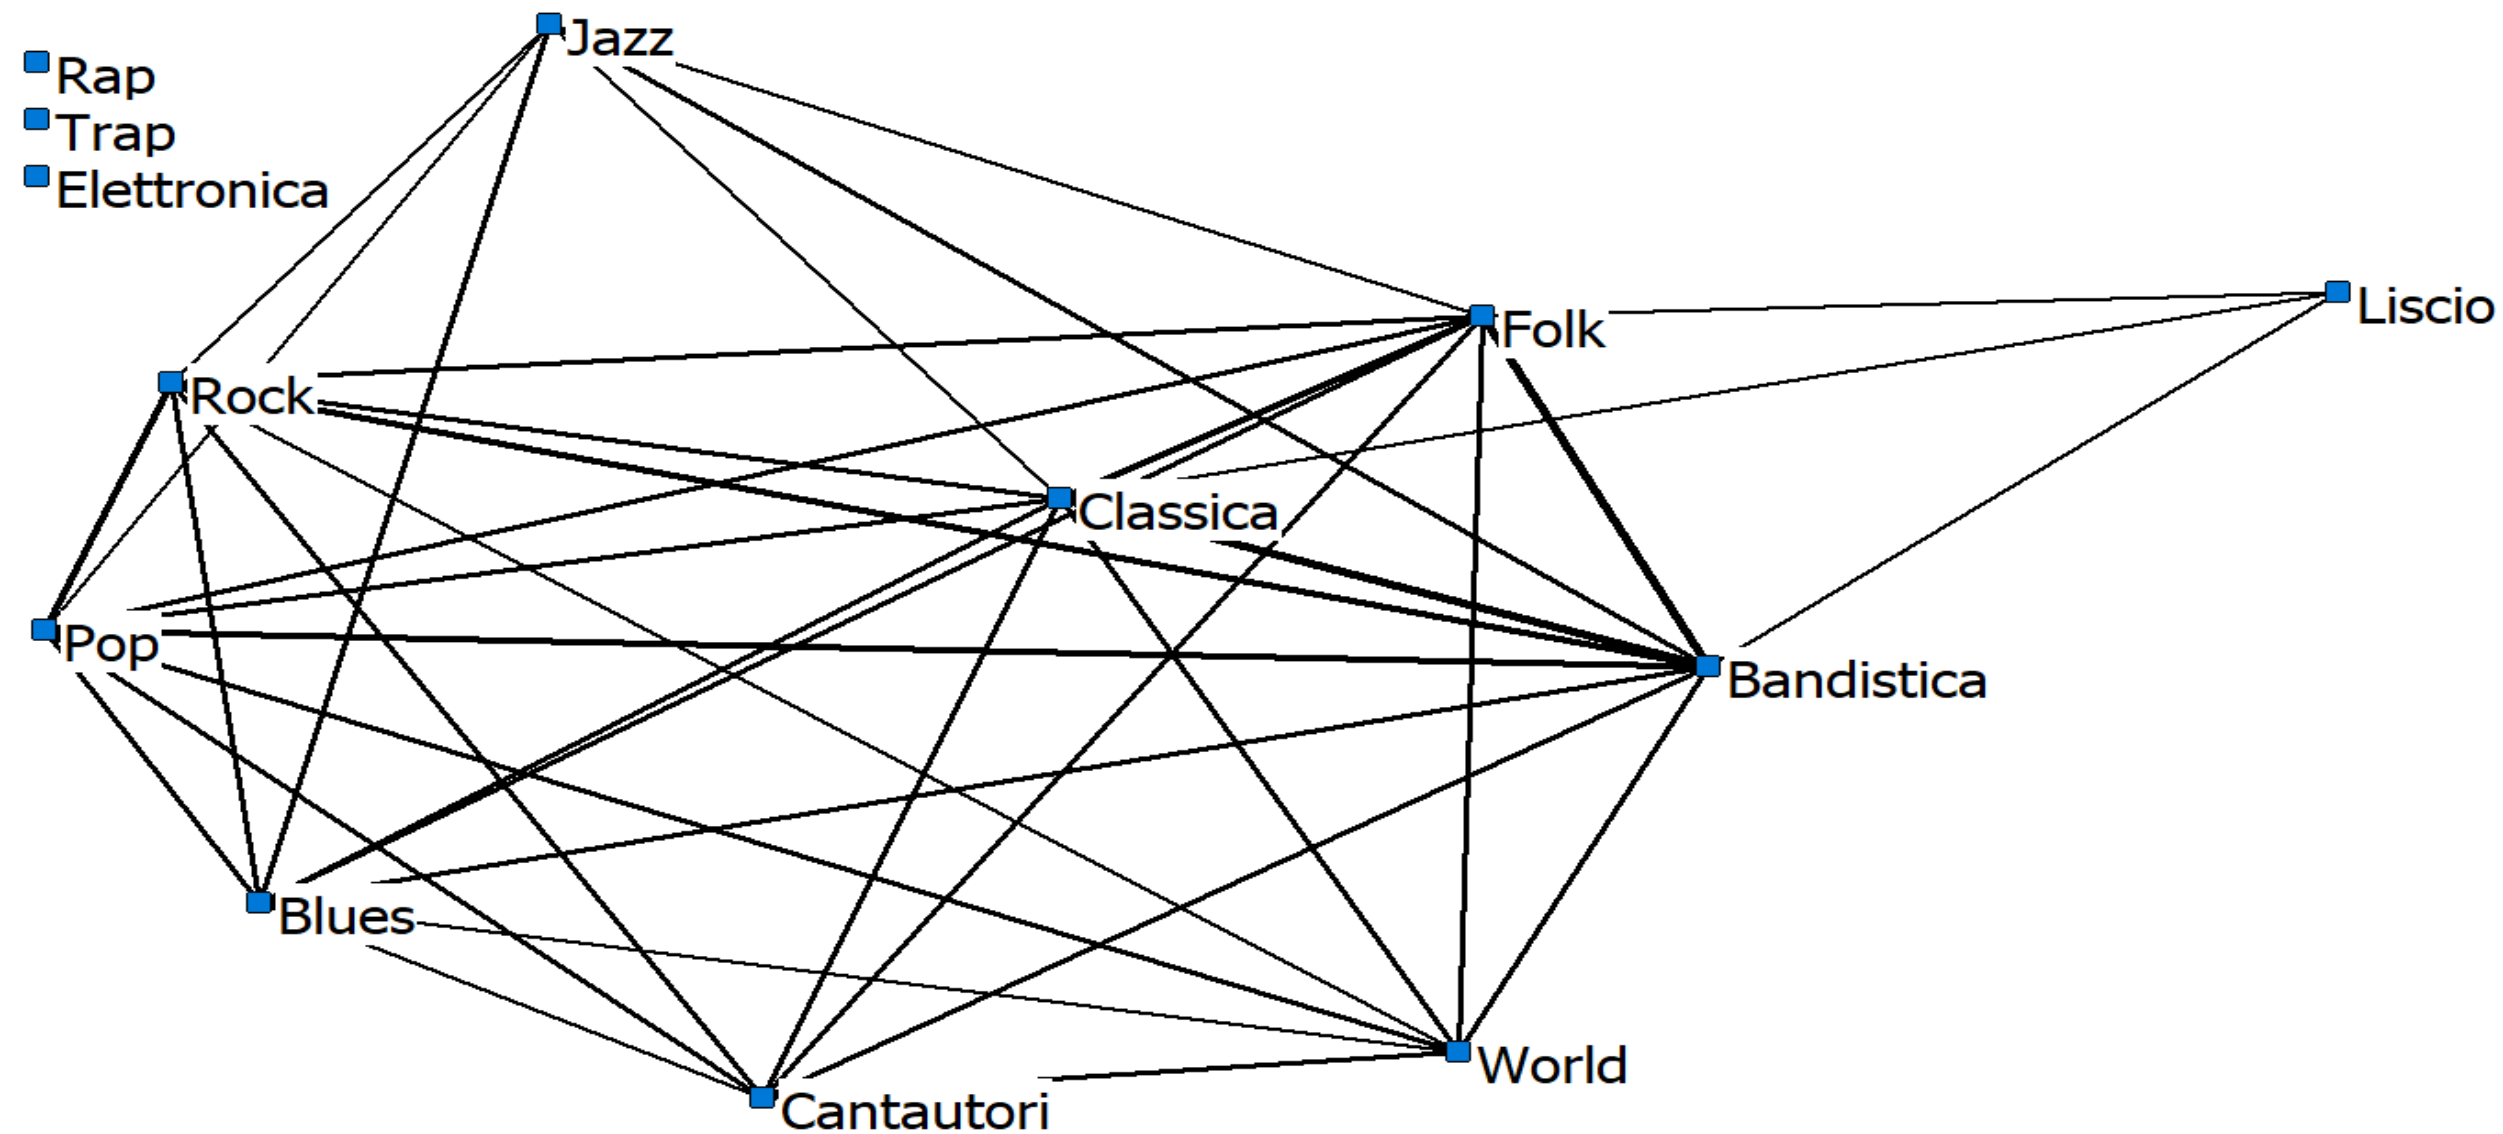 Jazz
Rap
Trap
Elettronica
Liscio
Folk
Rock
Classica
Pop
Bandistica
Blues
World
Cantautori